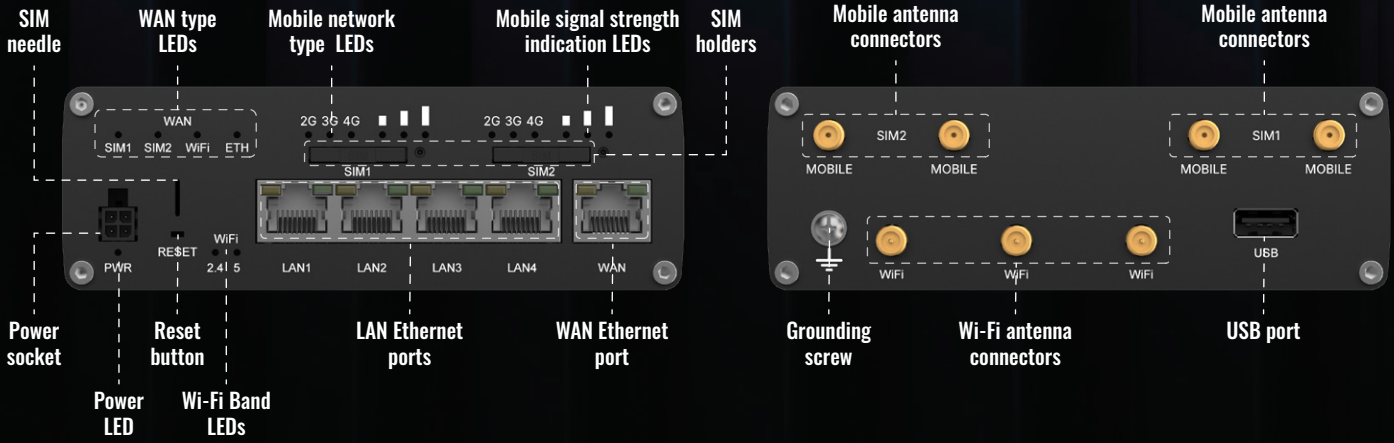 SIM
needle
WAN type
LEDs
Mobile network
type LEDs
Mobile signal strength
indication LEDs
SIM
holders
Mobile antenna
connectors
Mobile antenna
connectors
WAN
SIM1 SIM2 WiFi ETH
2G 3G 4G
2G 3G 4G
SIM1
SIM2
RESET
WiFi
2.4 5
PWR
LAN1
LAN2
LAN3
LAN4
WAN
SIM2
MOBILE
MOBILE
SIM1
MOBILE
MOBILE
WiFi
WiFi
WiFi
USB
Power
socket
Reset
button
LAN Ethernet
ports
WAN Ethernet
port
Grounding
screw
Wi-Fi antenna
connectors
USB port
Power
LED
Wi-Fi Band
LEDs